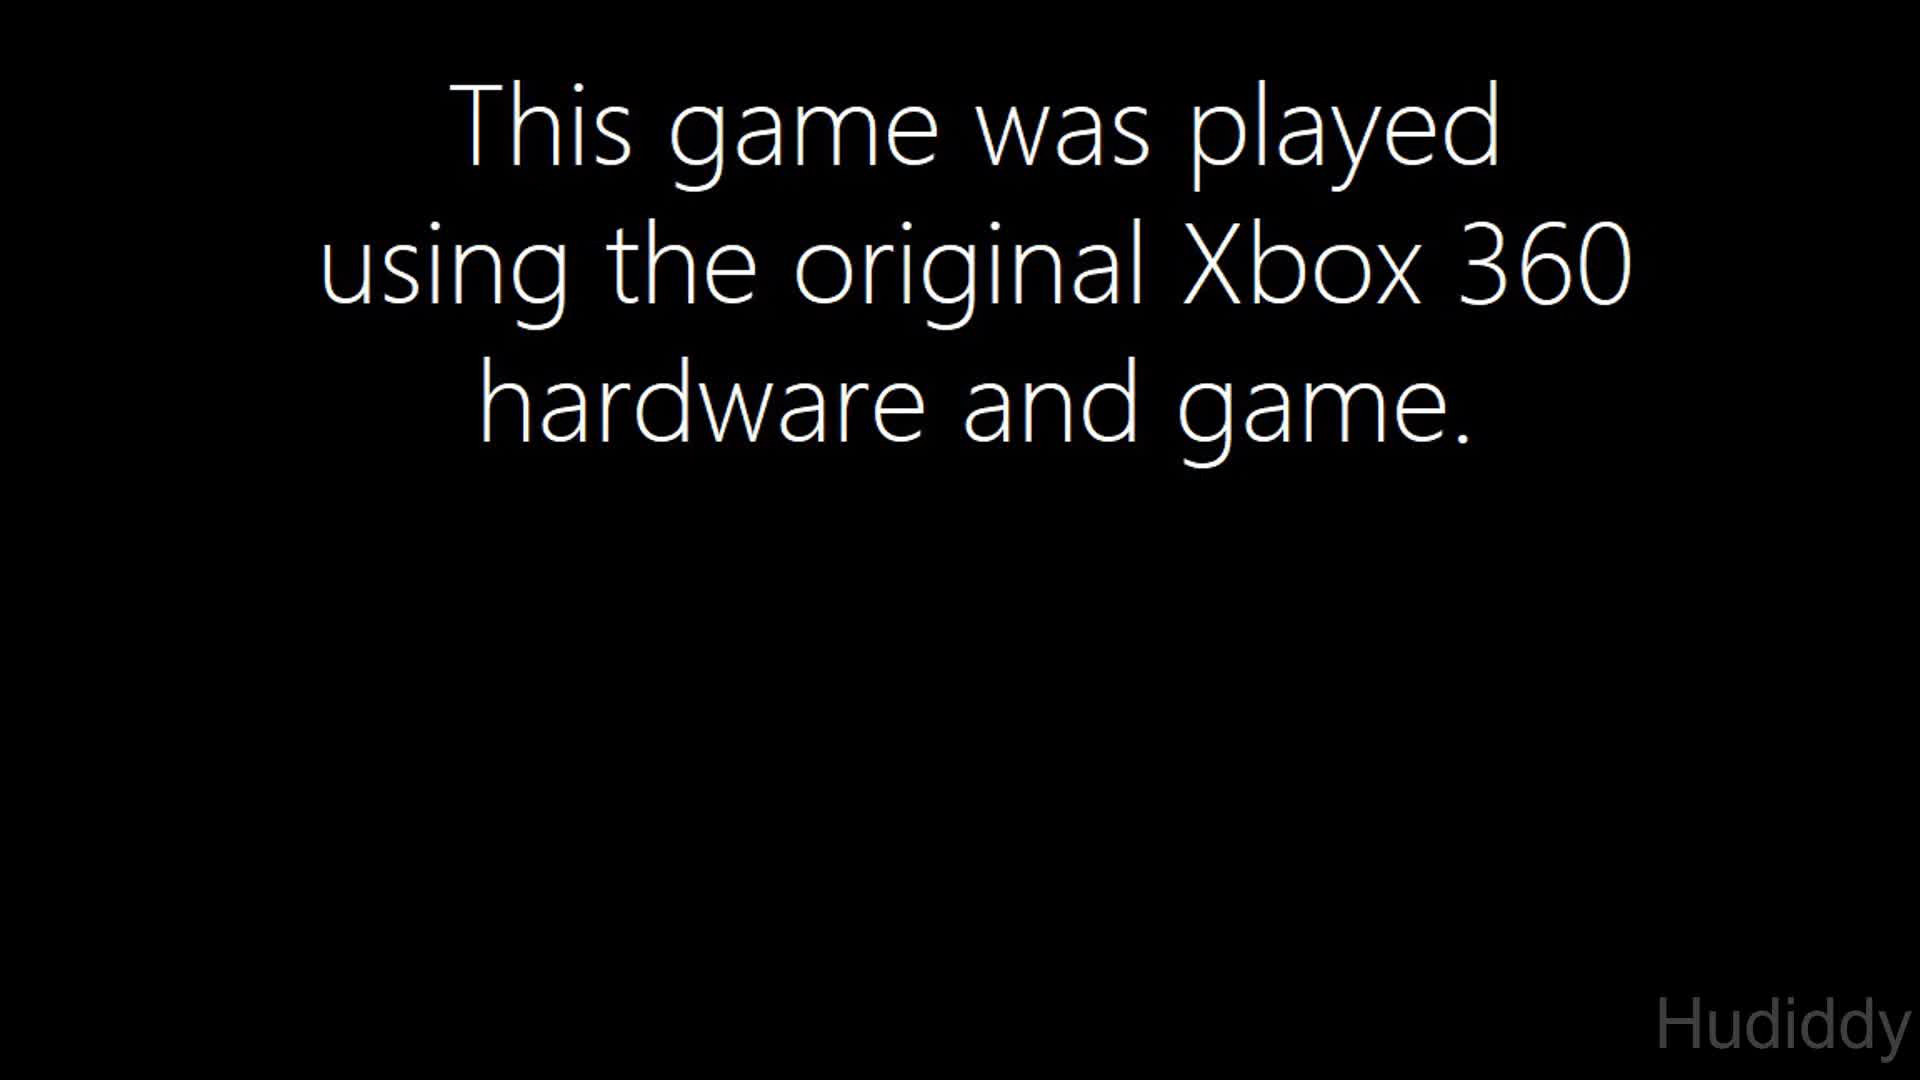 This game was played
using the original Xbox 360
hardware and game.
Hudiddy